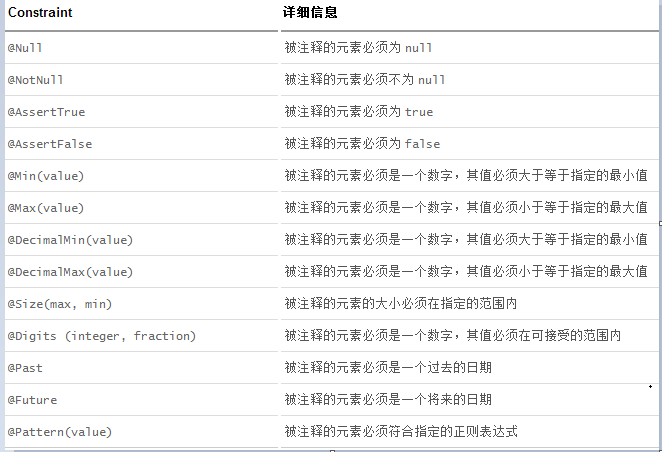 Constraint 详细信息
@Null 被注释的元素必须为 null
@NotNull 被注释的元素必须不为 null
@AssertTrue 被注释的元素必须为 true
@AssertFalse 被注释的元素必须为 false
@Min(value) 被注释的元素必须是一个数字，其值必须大于等于指定的最小值
@Max(value) 被注释的元素必须是一个数字，其值必须小于等于指定的最大值
@DecimalMin(value) 被注释的元素必须是一个数字，其值必须大于等于指定的最小值
@DecimalMax(value) 被注释的元素必须是一个数字，其值必须小于等于指定的最大值
@Size(max, min) 被注释的元素的大小必须在指定的范围内
@Digits (integer, fraction) 被注释的元素必须是一个数字，其值必须在可接受的范围内
@Past 被注释的元素必须是一个过去的日期
@Future 被注释的元素必须是一个将来的日期
@Pattern(value) 被注释的元素必须符合指定的正则表达式